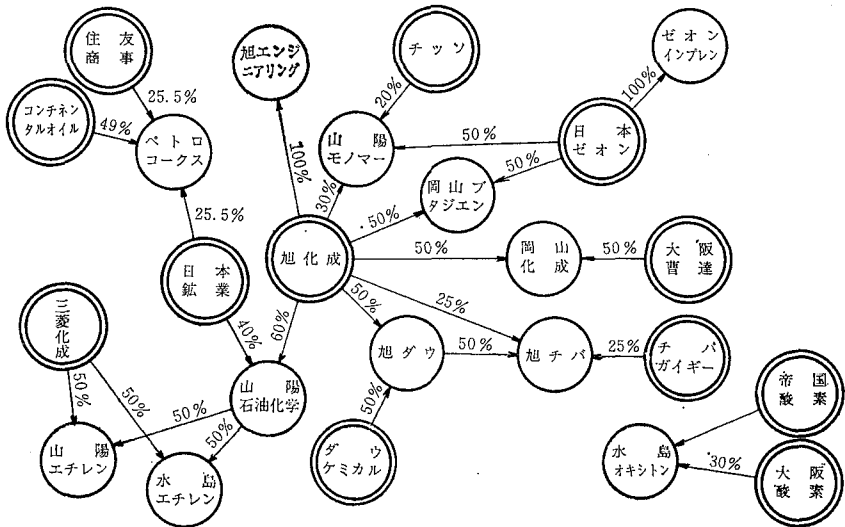 住友
商事
旭エンジ
ニアリング
チッソ
ゼオン
インプレン
コンチネン
タルオイル
25.5%
49%
ペトロ
コークス
20%
100%
山陽
モノマー
50%
日本
ゼオン
50%
岡山ブ
タジエン
100%
30%
25.5%
50%
日本
鉱業
旭化成
50%
岡山
化成
50%
大阪
曹達
三菱化成
40%
60%
50%
25%
旭ダウ
50%
旭チバ
25%
チバ
ガイギー
50%
50%
山陽
石油化学
50%
50%
50%
帝国
酸素
山陽
エチレン
水島
エチレン
ダウ
ケミカル
水島
オキシトン
30%
大阪
酸素